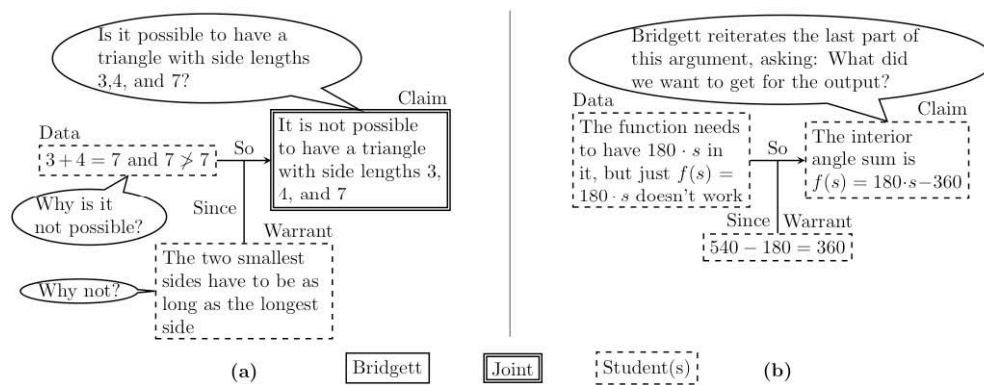 Is it possible to have a
triangle with side lengths
3,4, and 7?
Claim
It is not possible
to have a triangle
with side lengths 3,
4, and 7
Data
3 + 4 = 7 and 7 ≯ 7
So
Why is it
not possible?
Since
Warrant
The two smallest
sides have to be as
long as the longest
side
Why not?
(a)
Bridgett reiterates the last part of
this argument, asking: What did
we want to get for the output?
Data
The function needs
to have 180 · s in
it, but just f(s) =
180 · s doesn't work
So
Claim
The interior
angle sum is
f(s) = 180·s−360
Since
Warrant
540 − 180 = 360
(b)
Bridgett
Joint
Student(s)